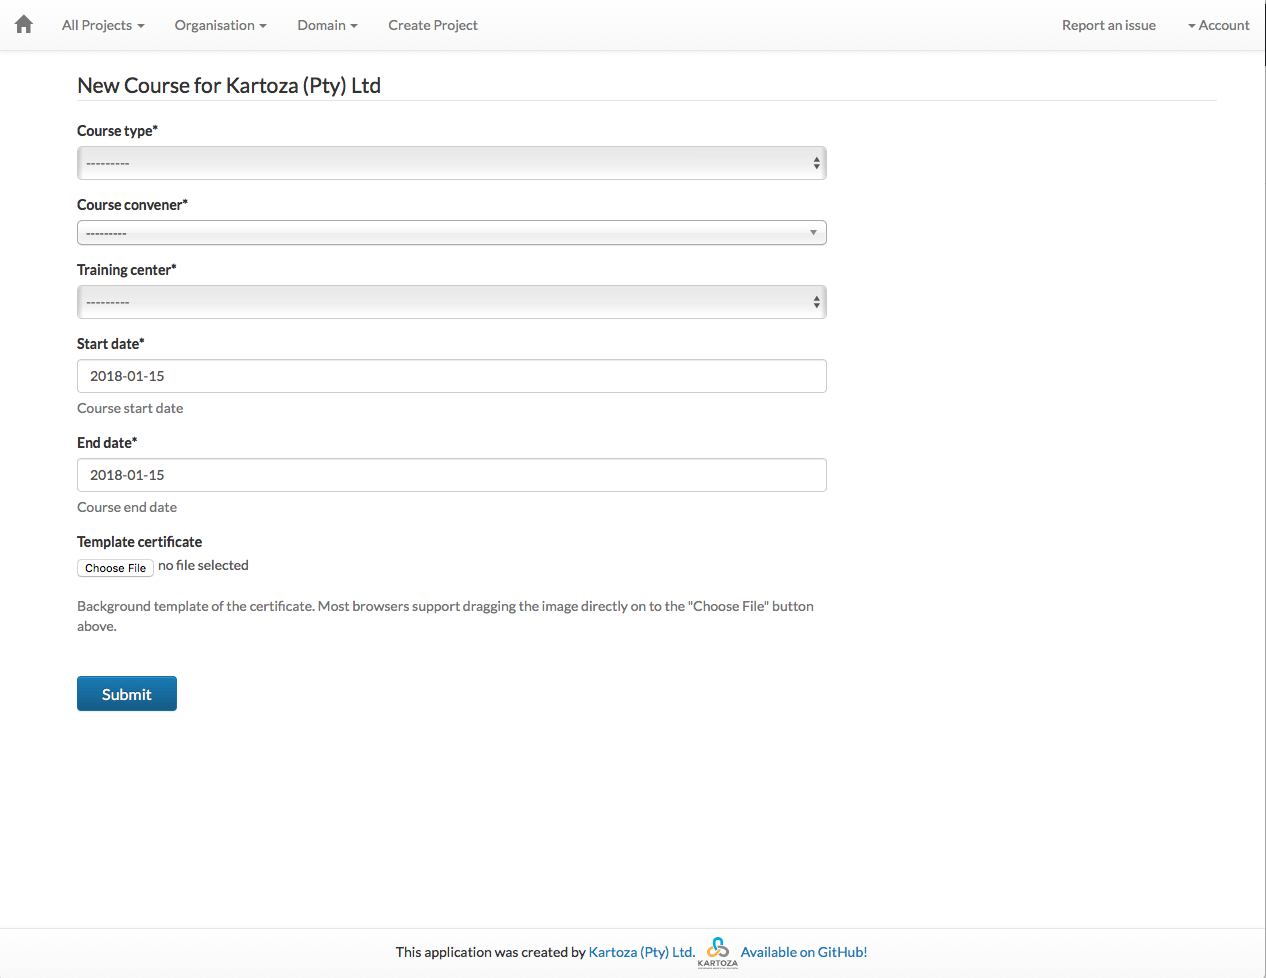 All Projects Organisation Domain Create Project Report an issue Account
New Course for Kartoza (Pty) Ltd
Course type*
---------
Course convener*
---------
Training center*
---------
Start date*
2018-01-15
Course start date
End date*
2018-01-15
Course end date
Template certificate
Choose File no file selected
Background template of the certificate. Most browsers support dragging the image directly on to the "Choose File" button
above.
Submit
This application was created by Kartoza (Pty) Ltd. KARTOZA Available on GitHub!